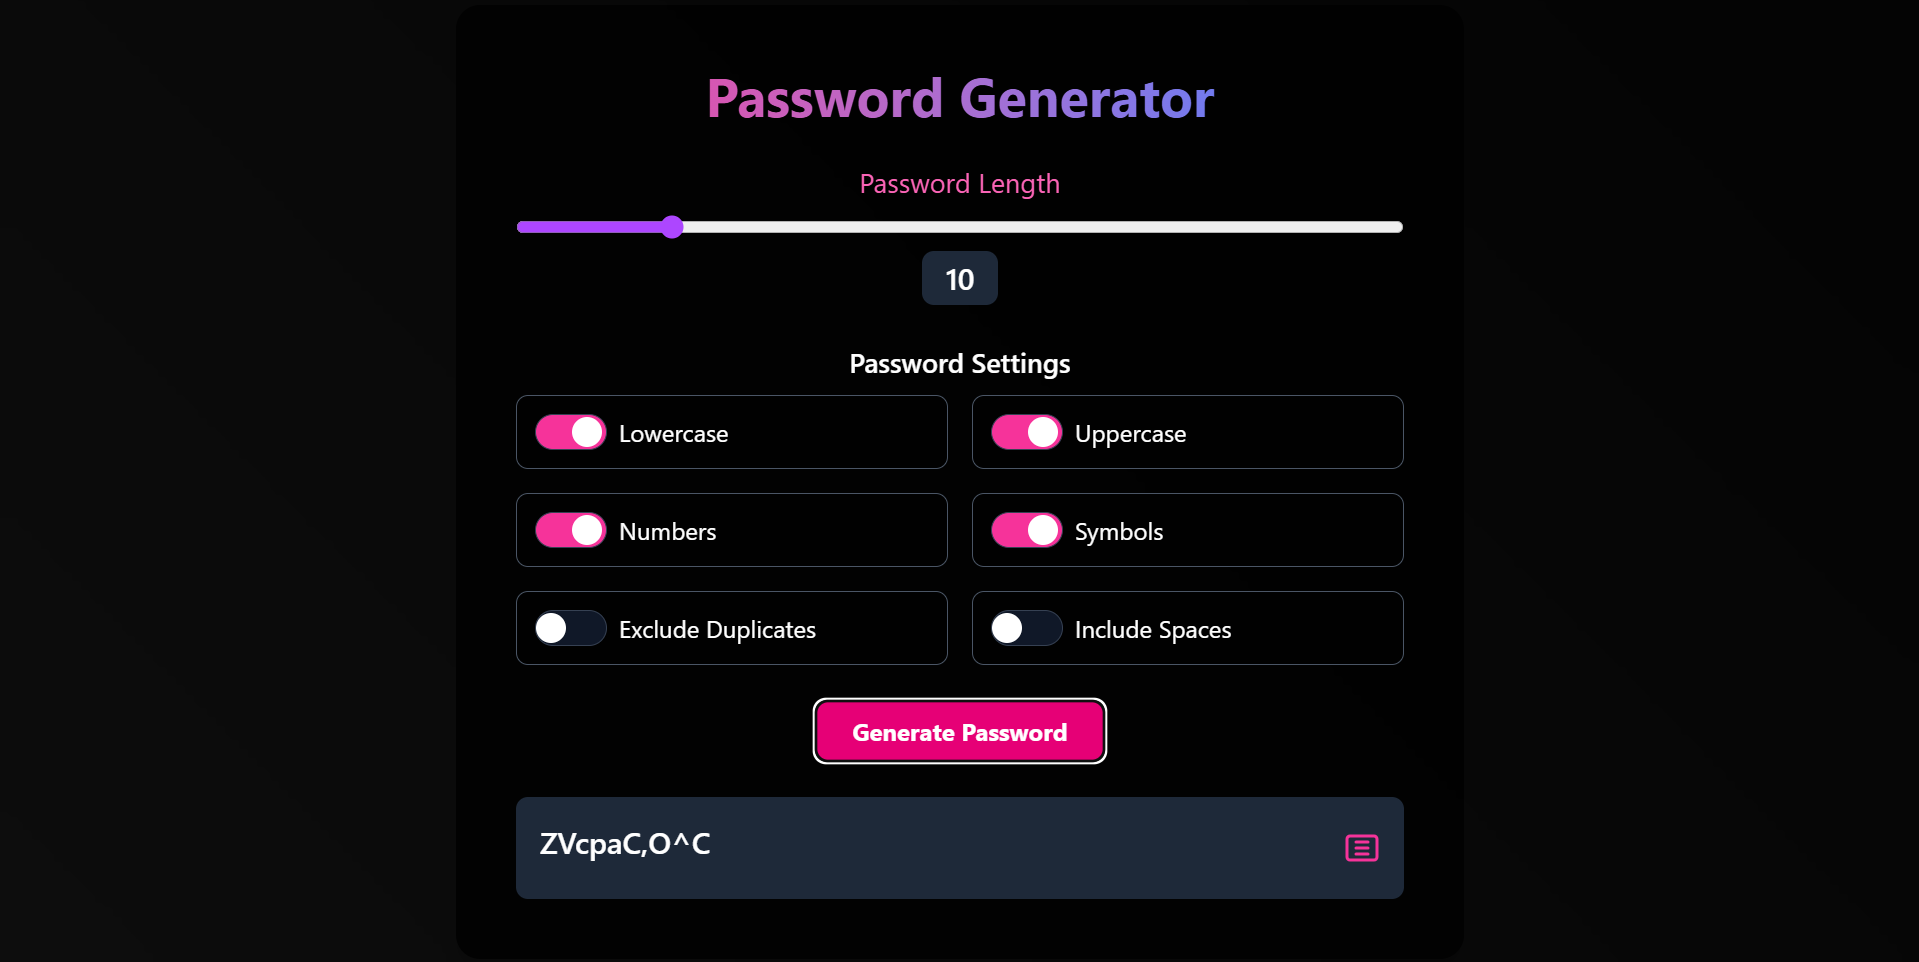 Password Generator
Password Length
10
Password Settings
Lowercase
Uppercase
Numbers
Symbols
Exclude Duplicates
Include Spaces
Generate Password
ZVcpaC,O^C